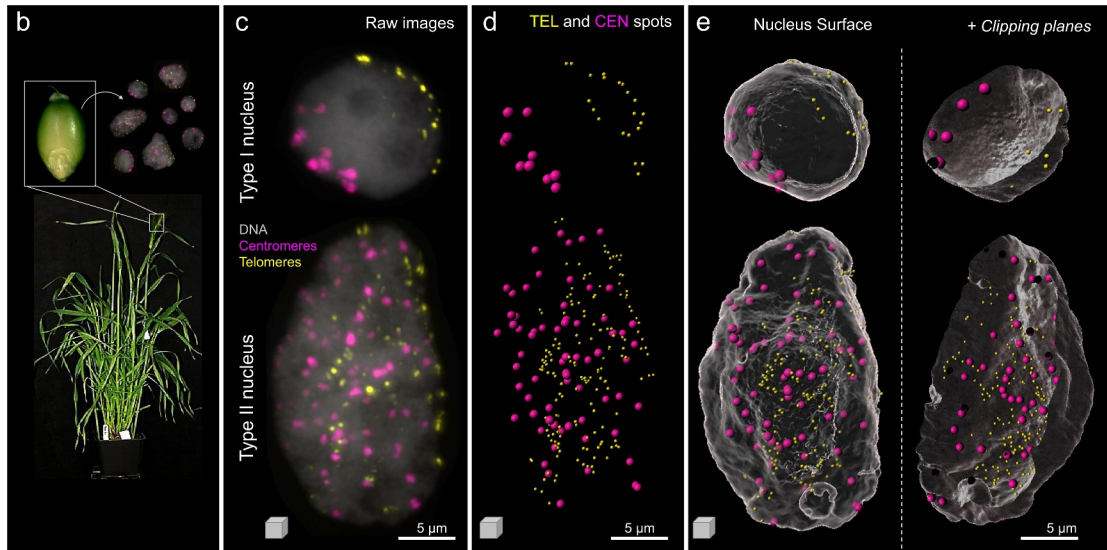 b
c
Raw images
d
TEL and CEN spots
e
Nucleus Surface
+ Clipping planes
Type I nucleus
DNA
Centromeres
Telomeres
Type II nucleus
5 µm
5 µm
5 µm